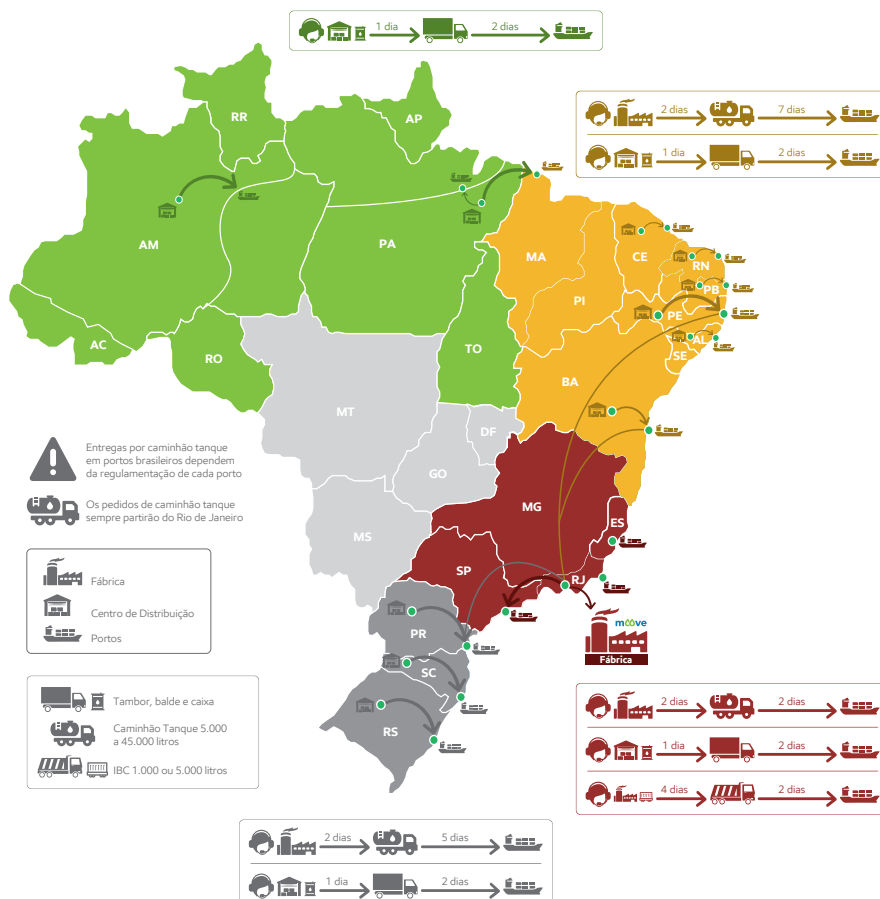 1 dia
2 dias
2 dias
7 dias
1 dia
2 dias
RR
AP
AM
PA
MA
CE
RN
PB
PI
PE
AL
SE
AC
RO
TO
BA
MT
DF
GO
MG
ES
MS
SP
RJ
PR
SC
RS
moove
Fábrica
Entregas por caminhão tanque
em portos brasileiros dependem
da regulamentação de cada porto
Os pedidos de caminhão tanque
sempre partirão do Rio de Janeiro
Fábrica
Centro de Distribuição
Portos
Tambor, balde e caixa
Caminhão Tanque 5.000
a 45.000 litros
IBC 1.000 ou 5.000 litros
2 dias
2 dias
1 dia
2 dias
4 dias
2 dias
2 dias
5 dias
1 dia
2 dias